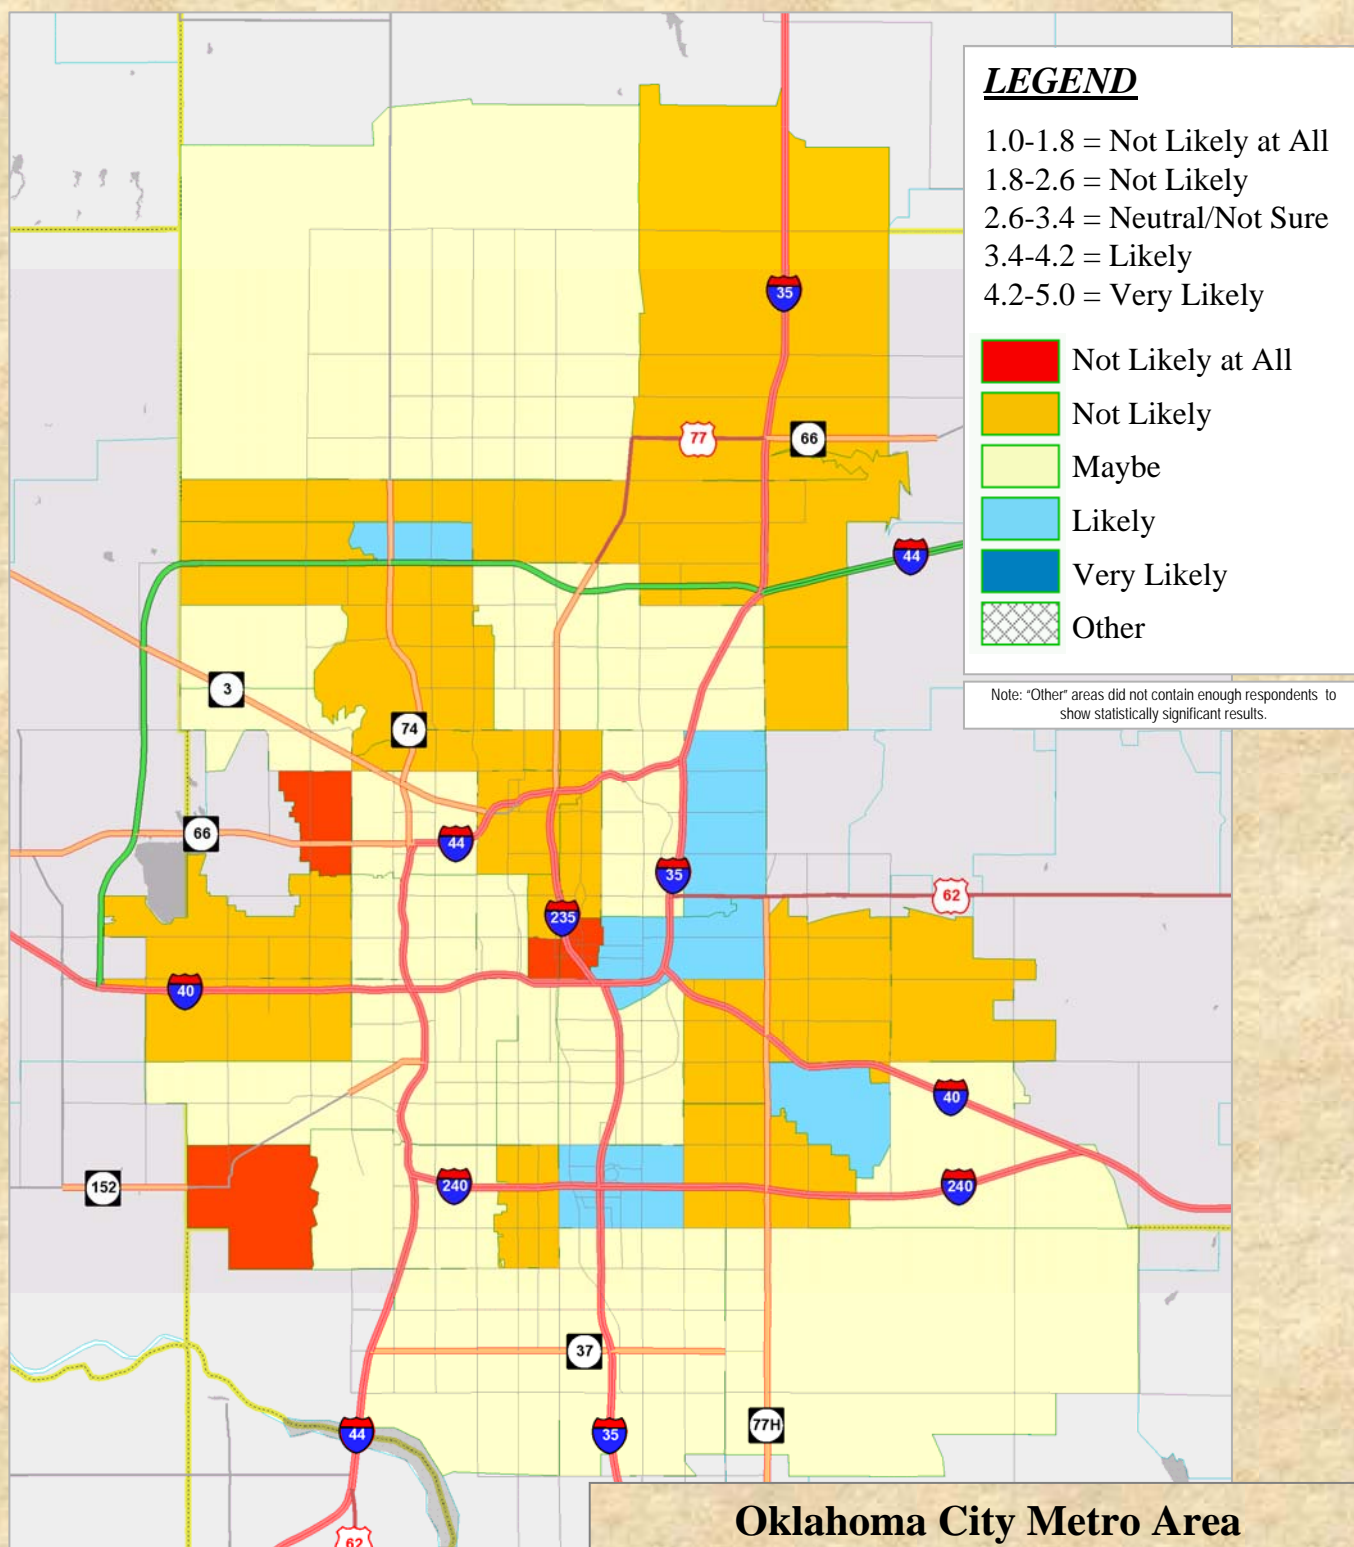 LEGEND
1.0-1.8 = Not Likely at All
1.8-2.6 = Not Likely
2.6-3.4 = Neutral/Not Sure
3.4-4.2 = Likely
4.2-5.0 = Very Likely
Not Likely at All
Not Likely
Maybe
Likely
Very Likely
Other
Note: "Other" areas did not contain enough respondents to
show statistically significant results.
35
77
66
44
3
74
66
44
35
62
235
40
40
152
240
240
37
77H
44
35
62
Oklahoma City Metro Area